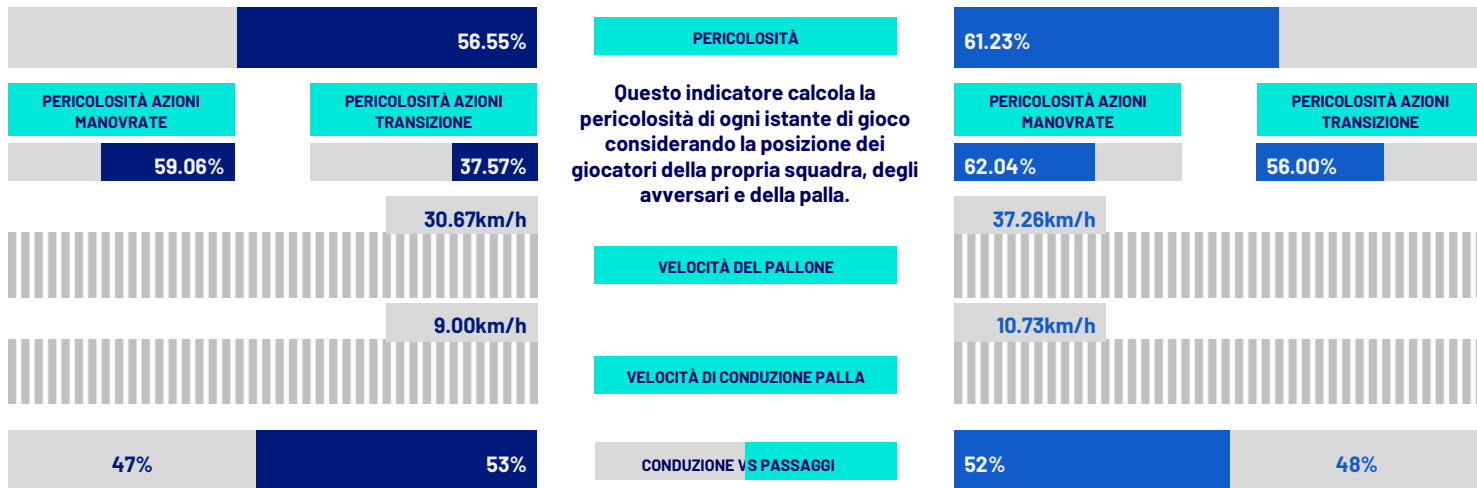 56.55%
PERICOLOSITÀ
61.23%
PERICOLOSITÀ AZIONI
MANOVRATE
PERICOLOSITÀ AZIONI
TRANSIZIONE
Questo indicatore calcola la
pericolosità di ogni istante di gioco
considerando la posizione dei
giocatori della propria squadra, degli
avversari e della palla.
PERICOLOSITÀ AZIONI
MANOVRATE
PERICOLOSITÀ AZIONI
TRANSIZIONE
59.06%
37.57%
62.04%
56.00%
30.67km/h
37.26km/h
VELOCITÀ DEL PALLONE
9.00km/h
10.73km/h
VELOCITÀ DI CONDUZIONE PALLA
47%
53%
CONDUZIONE VS PASSAGGI
52%
48%